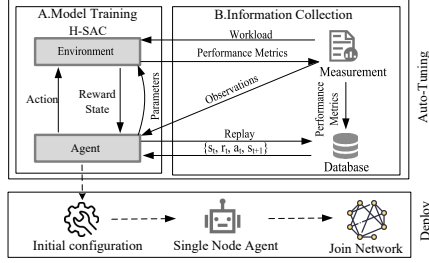 A.Model Training
H-SAC
Environment
Action
Reward
State
Parameters
Agent
B.Information Collection
Workload
Performance Metrics
Measurement
Observations
Performance
Metrics
Replay
{st, rt, at, st+1}
Database
Auto-Tuning
Initial configuration
Single Node Agent
Join Network
Deploy